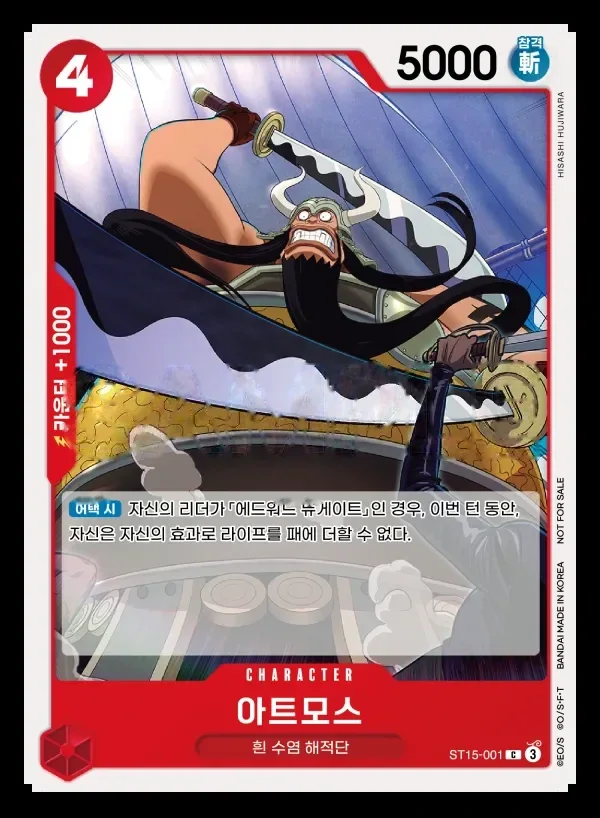 4
5000
참격
斬
HISASHI HUJIWARA
카운터 +1000
어택 시 자신의 리더가 「에드워드 뉴게이트」인 경우, 이번 턴 동안,
자신은 자신의 효과로 라이프를 패에 더할 수 없다.
CHARACTER
아트모스
흰 수염 해적단
ST15-001 C 3
©EO/S ©O/S·F·T BANDAI MADE IN KOREA NOT FOR SALE